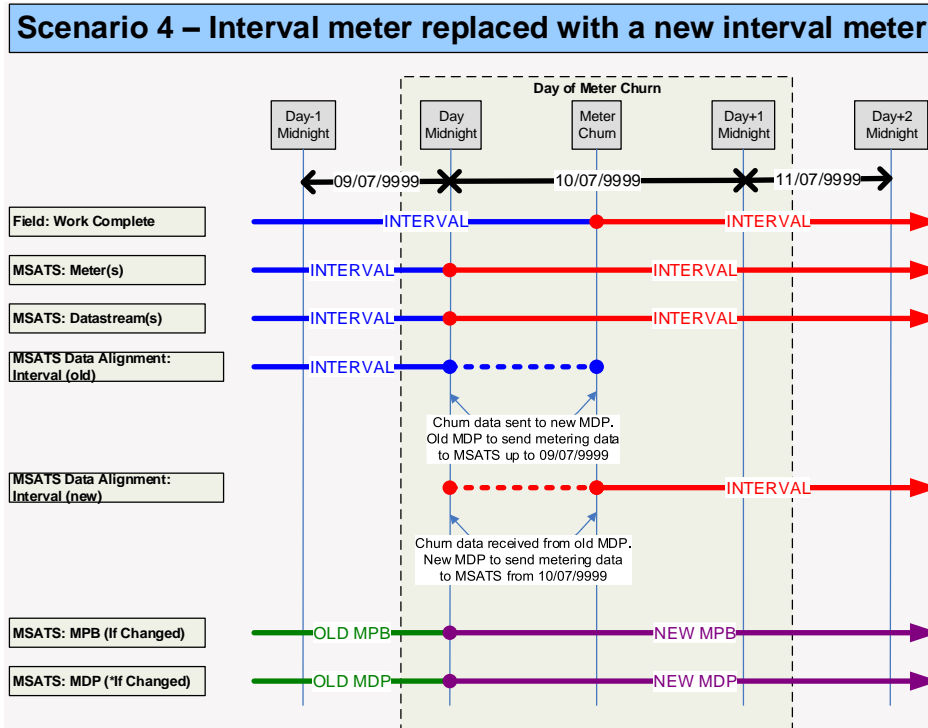 Scenario 4 – Interval meter replaced with a new interval meter
Day of Meter Churn
Day-1
Midnight
Day
Midnight
Meter
Churn
Day+1
Midnight
Day+2
Midnight
09/07/9999
10/07/9999
11/07/9999
Field: Work Complete
INTERVAL
INTERVAL
MSATS: Meter(s)
INTERVAL
INTERVAL
MSATS: Datastream(s)
INTERVAL
INTERVAL
MSATS Data Alignment:
Interval (old)
INTERVAL
Churn data sent to new MDP.
Old MDP to send metering data
to MSATS up to 09/07/9999
MSATS Data Alignment:
Interval (new)
INTERVAL
Churn data received from old MDP.
New MDP to send metering data
to MSATS from 10/07/9999
MSATS: MPB (If Changed)
OLD MPB
NEW MPB
MSATS: MDP (*If Changed)
OLD MDP
NEW MDP